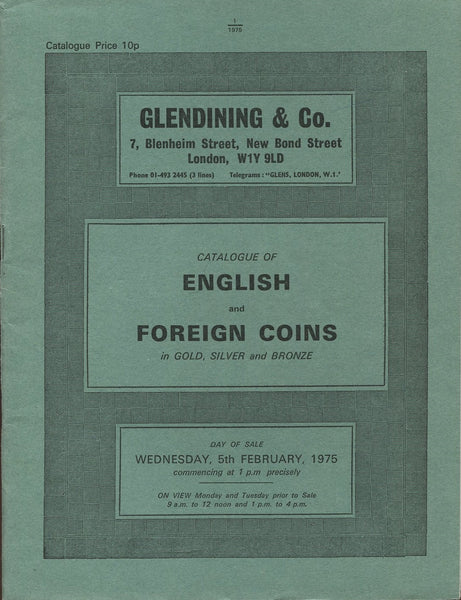 1
1975
Catalogue Price 10p
GLENDINING & Co.
7, Blenheim Street, New Bond Street
London, W1Y 9LD
Phone 01-493 2445 (3 lines) Telegrams: "GLENS, LONDON, W.1.'
CATALOGUE OF
ENGLISH
and
FOREIGN COINS
in GOLD, SILVER and BRONZE
DAY OF SALE
WEDNESDAY, 5th FEBRUARY, 1975
commencing at 1 p.m precisely
ON VIEW Monday and Tuesday prior to Sale
9 a.m. to 12 noon and 1 p.m. to 4 p.m.